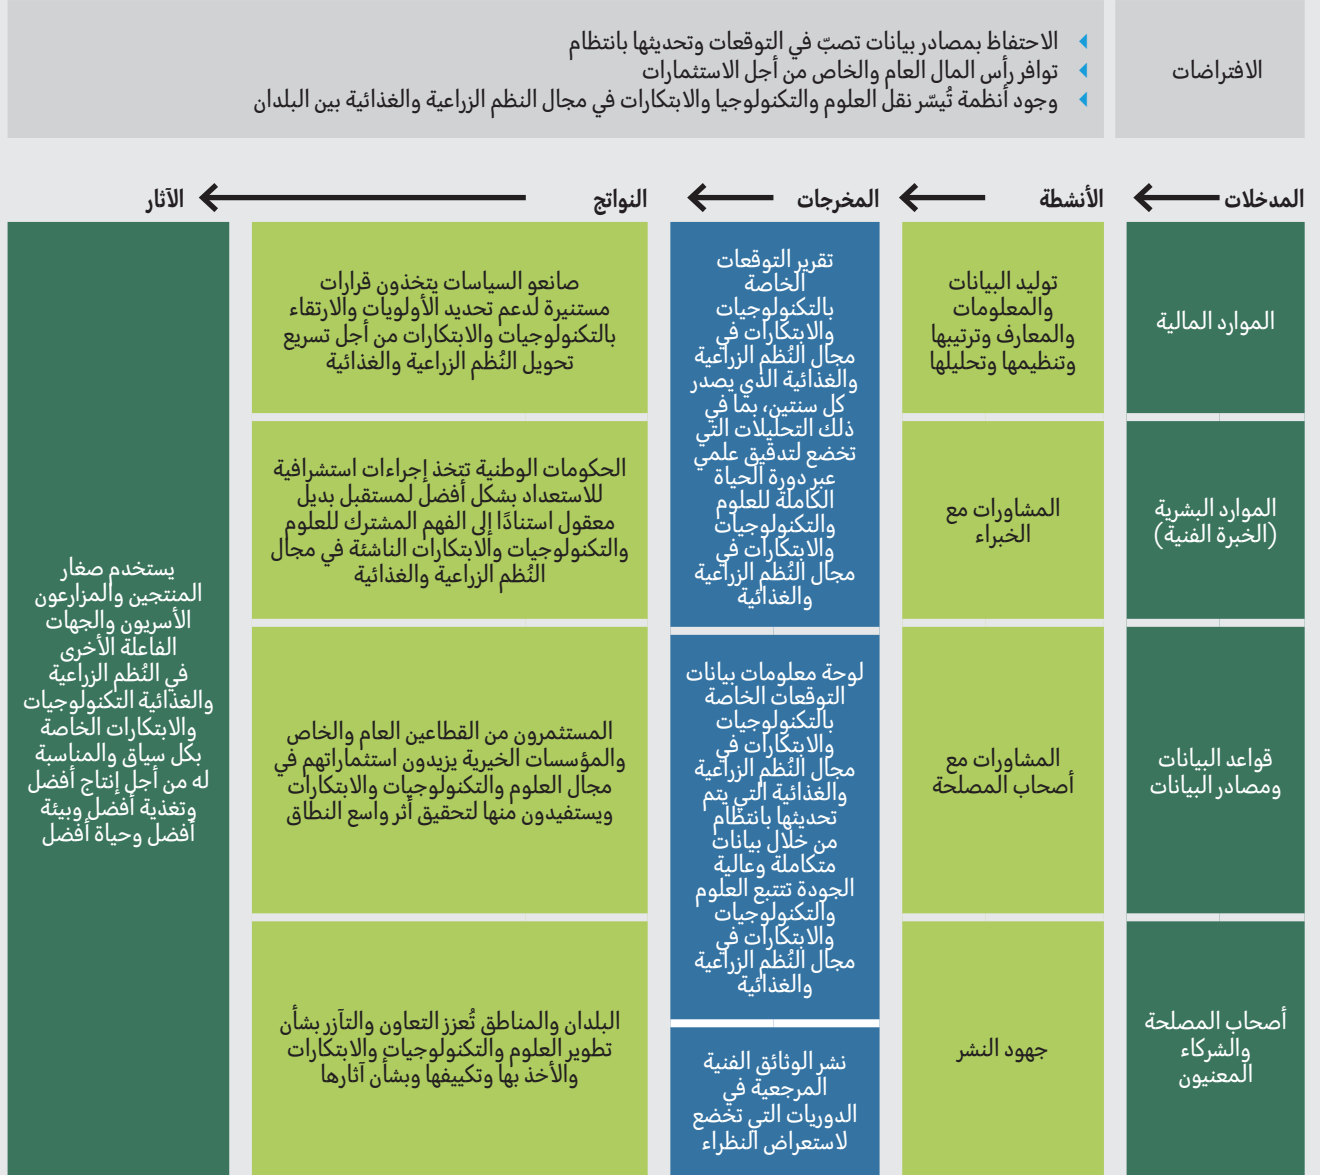 الافتراضات
الاحتفاظ بمصادر بيانات تصبّ في التوقعات وتحديثها بانتظام
توافر رأس المال العام والخاص من أجل الاستثمارات
وجود أنظمة تُيسّر نقل العلوم والتكنولوجيا والابتكارات في مجال النظم الزراعية والغذائية بين البلدان
المدخلات
الموارد المالية
الموارد البشرية
(الخبرة الفنية)
قواعد البيانات
ومصادر البيانات
أصحاب المصلحة
والشركاء
المعنيون
الأنشطة
توليد البيانات
والمعلومات
والمعارف وترتيبها
وتنظيمها وتحليلها
المشاورات مع
الخبراء
المشاورات مع
أصحاب المصلحة
جهود النشر
المخرجات
تقرير التوقعات
الخاصة
بالتكنولوجيات
والابتكارات في
مجال النُظم الزراعية
والغذائية الذي يصدر
كل سنتين، بما في
ذلك التحليلات التي
تخضع لتدقيق علمي
عبر دورة الحياة
الكاملة للعلوم
والتكنولوجيات
والابتكارات في
مجال النُظم الزراعية
والغذائية
لوحة معلومات بيانات
التوقعات الخاصة
بالتكنولوجيات
والابتكارات في
مجال النُظم الزراعية
والغذائية التي يتم
تحديثها بانتظام
من خلال بيانات
متكاملة وعالية
الجودة تتتبع العلوم
والتكنولوجيات
والابتكارات في
مجال النُظم الزراعية
والغذائية
نشر الوثائق الفنية
المرجعية في
الدوريات التي تخضع
لاستعراض النظراء
النواتج
صانعو السياسات يتخذون قرارات
مستنيرة لدعم تحديد الأولويات والارتقاء
بالتكنولوجيات والابتكارات من أجل تسريع
تحويل النُظم الزراعية والغذائية
الحكومات الوطنية تتخذ إجراءات استشرافية
للاستعداد بشكل أفضل لمستقبل بديل
معقول استنادًا إلى الفهم المشترك للعلوم
والتكنولوجيات والابتكارات الناشئة في مجال
النُظم الزراعية والغذائية
المستثمرون من القطاعين العام والخاص
والمؤسسات الخيرية يزيدون استثماراتهم في
مجال العلوم والتكنولوجيات والابتكارات
ويستفيدون منها لتحقيق أثر واسع النطاق
البلدان والمناطق تُعزز التعاون والتآزر بشأن
تطوير العلوم والتكنولوجيات والابتكارات
والأخذ بها وتكييفها وبشأن آثارها
الآثار
يستخدم صغار
المنتجين والمزارعون
الأسريون والجهات
الفاعلة الأخرى
في النُظم الزراعية
والغذائية التكنولوجيات
والابتكارات الخاصة
بكل سياق والمناسبة
له من أجل إنتاج أفضل
وتغذية أفضل وبيئة
أفضل وحياة أفضل